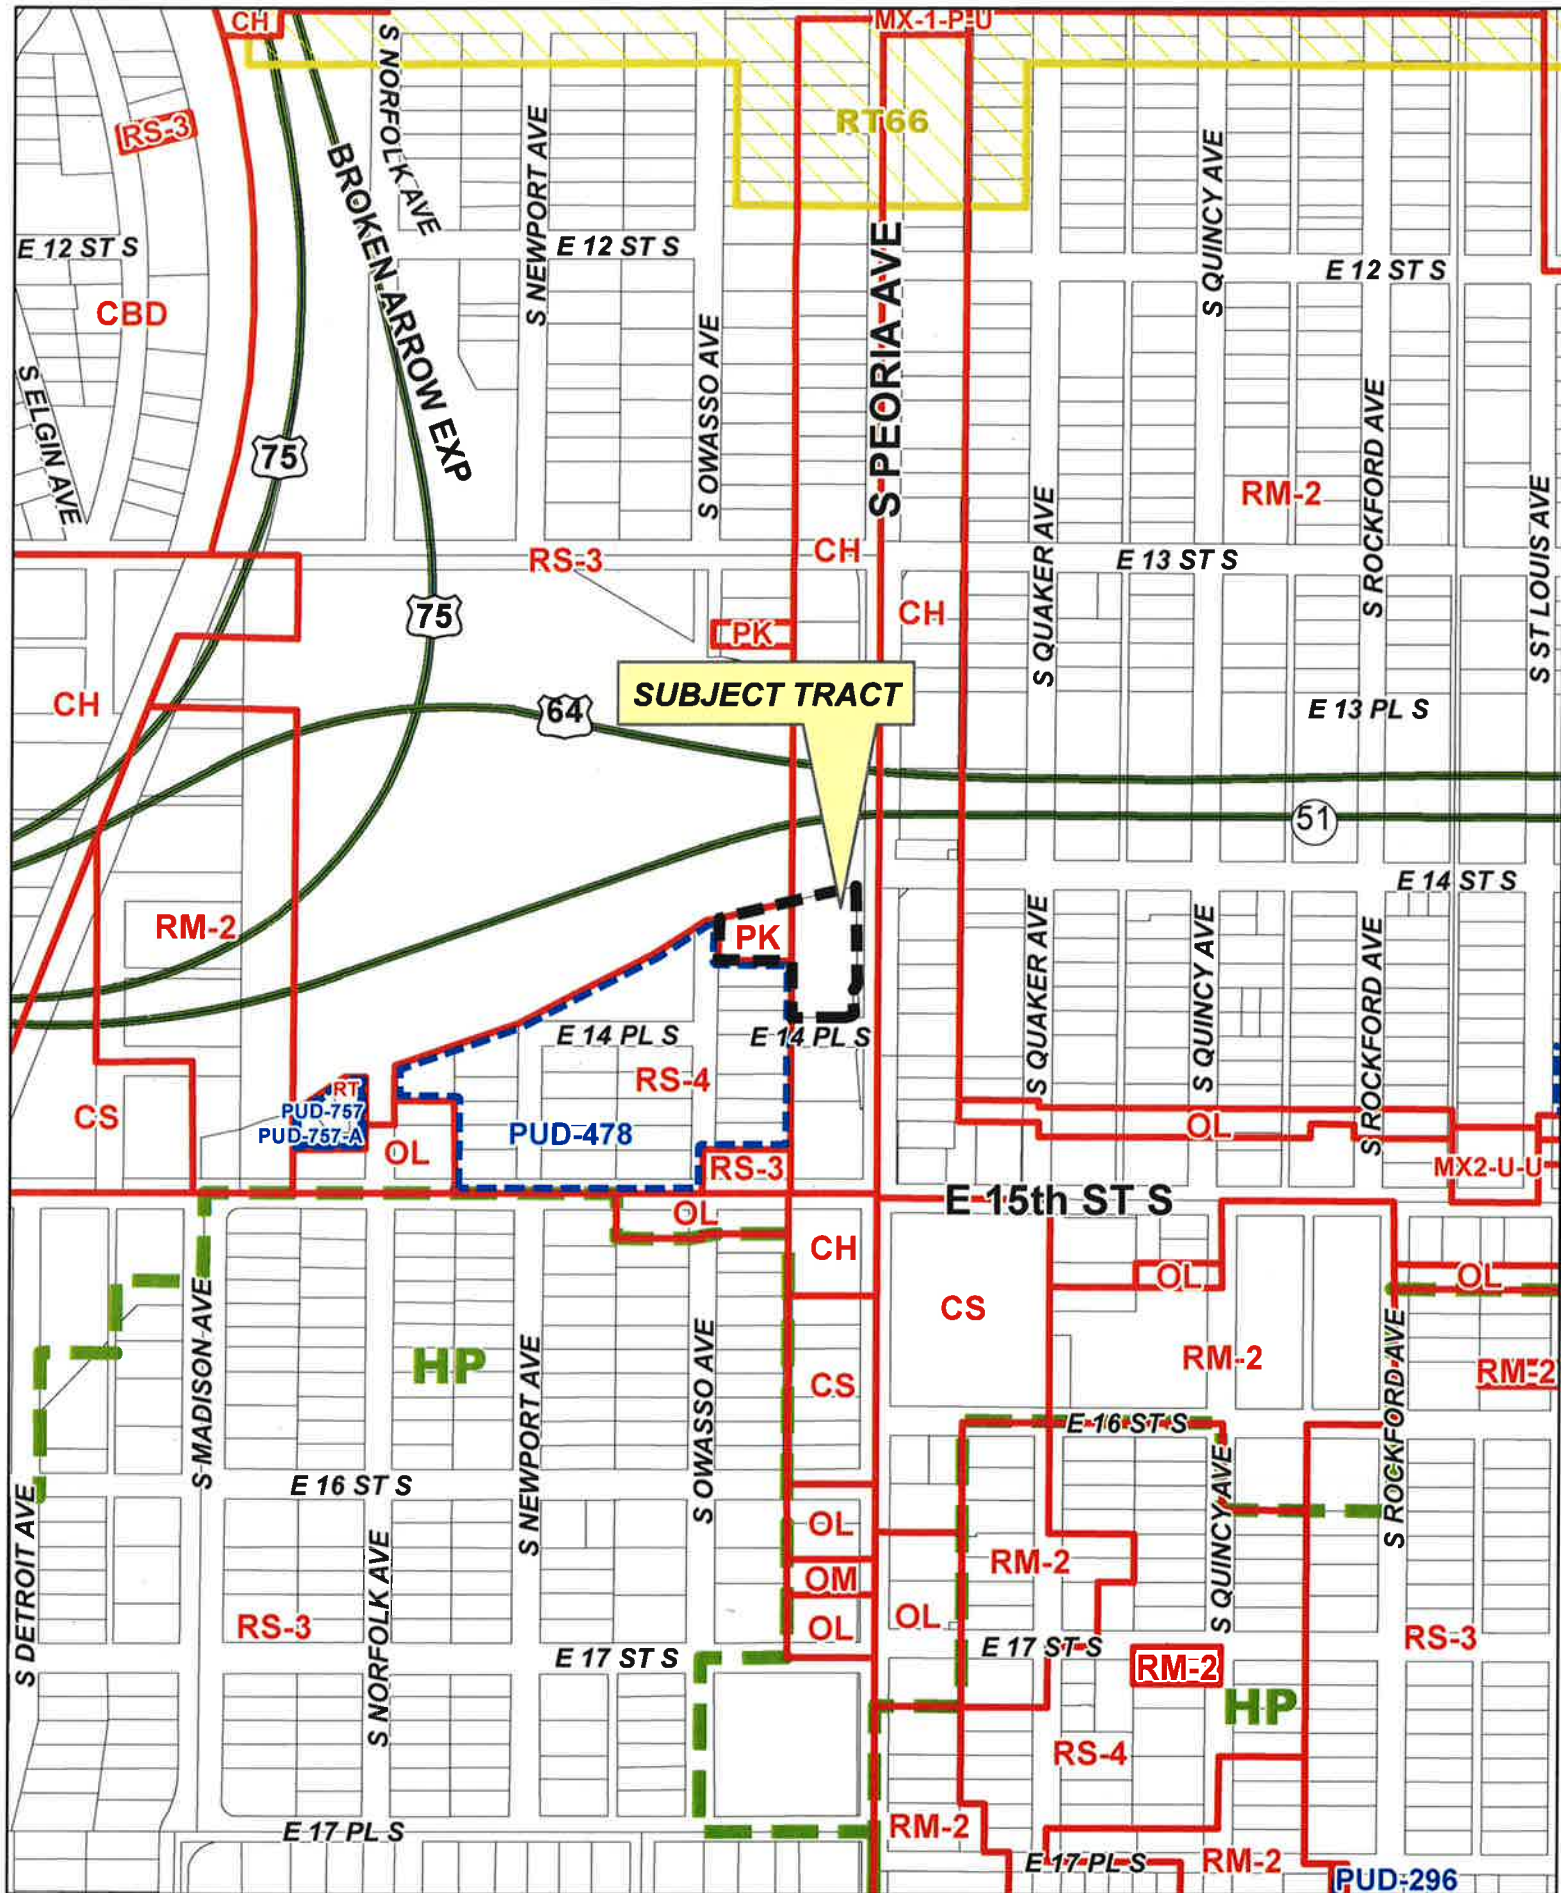 CH
MX-1-P-U
S NORFOLK AVE
RS-3
RT66
BROKEN ARROW EXP
S NEWPORT AVE
S QUINCY AVE
E 12 ST S
E 12 ST S
E 12 ST S
CBD
S PEORIA AVE
S OWASSO AVE
S ELGIN AVE
75
S ROCKFORD AVE
RM-2
S QUAKER AVE
S ST LOUIS AVE
RS-3
CH
E 13 ST S
75
CH
PK
SUBJECT TRACT
CH
64
E 13 PL S
51
E 14 ST S
RM-2
PK
S QUAKER AVE
S QUINCY AVE
S ROCKFORD AVE
E 14 PL S
E 14 PL S
RS-4
RT
PUD-757
PUD-757-A
CS
PUD-478
OL
OL
RS-3
MX2-U-U
E 15th ST S
OL
CH
OL
OL
CS
S MADISON AVE
HP
S NEWPORT AVE
S OWASSO AVE
CS
RM-2
RM-2
S ROCKFORD AVE
E 16 ST S
E 16 ST S
S DETROIT AVE
S NORFOLK AVE
OL
S QUINCY AVE
RM-2
OM
OL
OL
RS-3
RS-3
E 17 ST S
E 17 ST S
RM-2
HP
RS-4
E 17 PL S
RM-2
E 17 PL S
RM-2
PUD-296